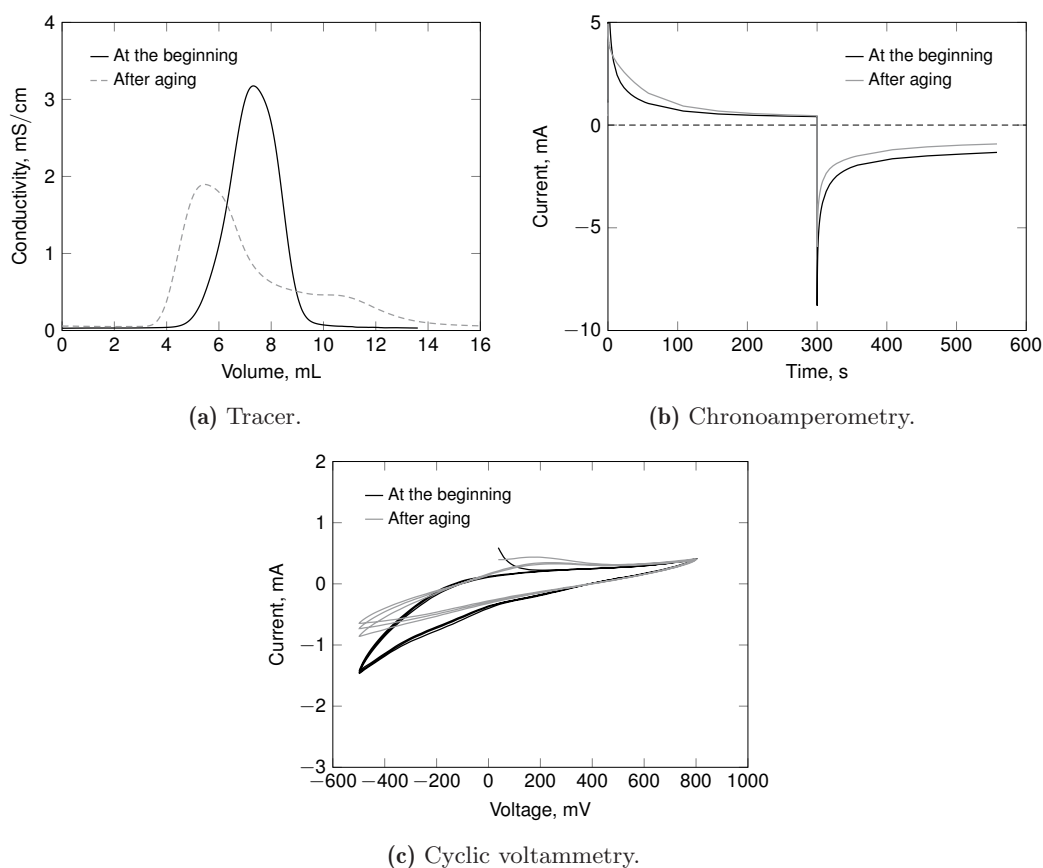 4
3
2
1
0
Conductivity, mS/cm
At the beginning
After aging
0 2 4 6 8 10 12 14 16
Volume, mL
(a) Tracer.
5
0
−5
−10
Current, mA
At the beginning
After aging
0 100 200 300 400 500 600
Time, s
(b) Chronoamperometry.
2
1
0
−1
−2
−3
Current, mA
At the beginning
After aging
−600 −400 −200 0 200 400 600 800 1000
Voltage, mV
(c) Cyclic voltammetry.